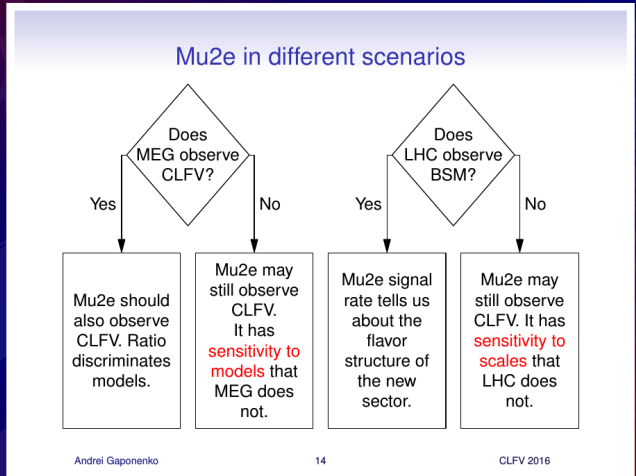 Mu2e in different scenarios
Does
MEG observe
CLFV?
Yes
No
Mu2e should
also observe
CLFV. Ratio
discriminates
models.
Mu2e may
still observe
CLFV.
It has
sensitivity to
models that
MEG does
not.
Does
LHC observe
BSM?
Yes
No
Mu2e signal
rate tells us
about the
flavor
structure of
the new
sector.
Mu2e may
still observe
CLFV. It has
sensitivity to
scales that
LHC does
not.
Andrei Gaponenko
14
CLFV 2016